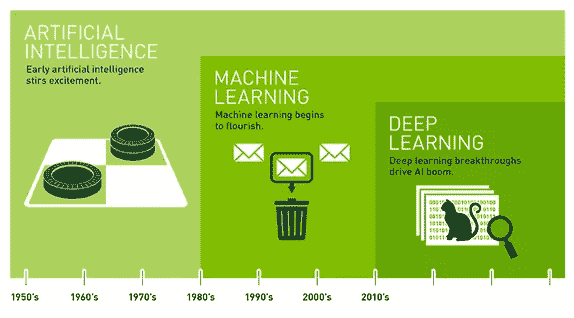 ARTIFICIAL
INTELLIGENCE
Early artificial intelligence
stirs excitement.
MACHINE
LEARNING
Machine learning begins
to flourish.
DEEP
LEARNING
Deep learning breakthroughs
drive AI boom.
1950's 1960's 1970's 1980's 1990's 2000's 2010's